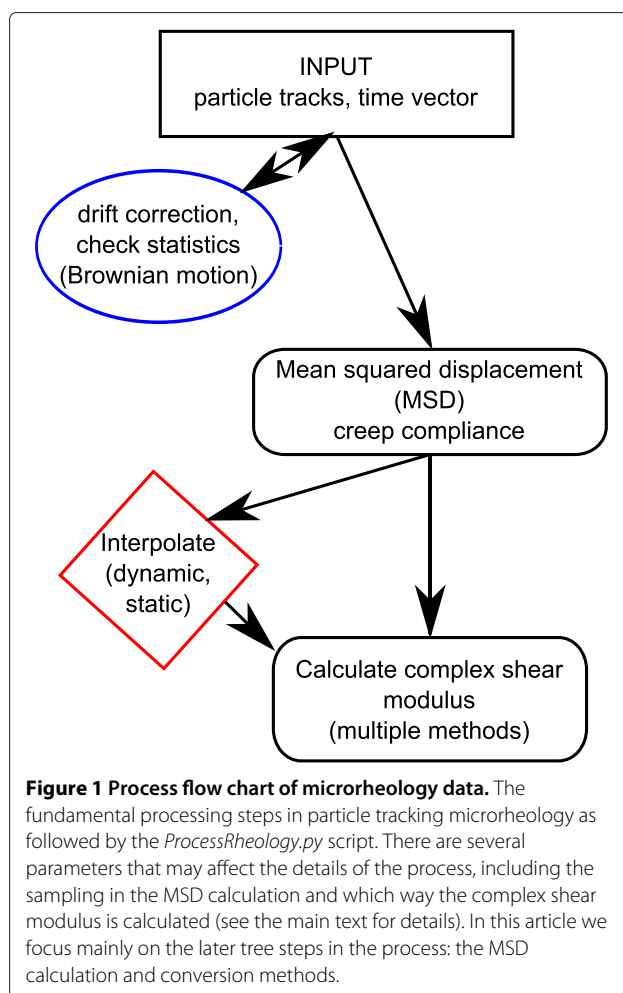 INPUT
particle tracks, time vector
drift correction,
check statistics
(Brownian motion)
Mean squared displacement
(MSD)
creep compliance
Interpolate
(dynamic,
static)
Calculate complex shear
modulus
(multiple methods)
Figure 1 Process flow chart of microrheology data. The
fundamental processing steps in particle tracking microrheology as
followed by the ProcessRheology.py script. There are several
parameters that may affect the details of the process, including the
sampling in the MSD calculation and which way the complex shear
modulus is calculated (see the main text for details). In this article we
focus mainly on the later tree steps in the process: the MSD
calculation and conversion methods.